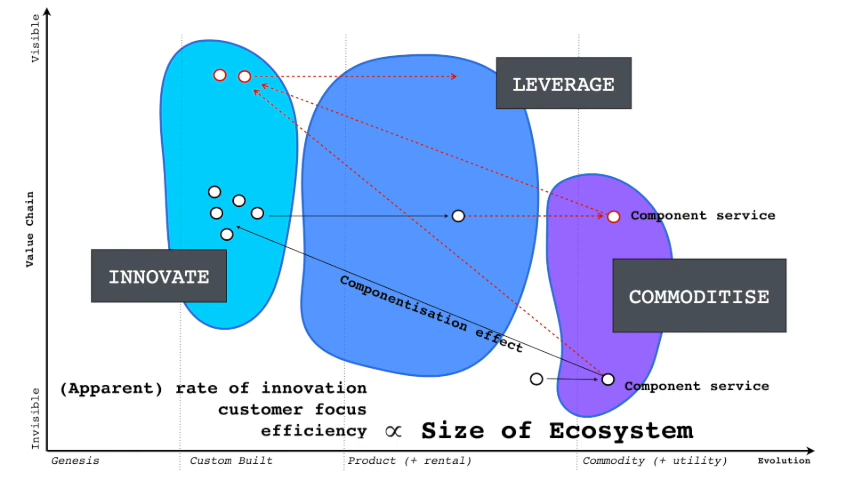 Visible
LEVERAGE
Value Chain
Component service
INNOVATE
COMMODITISE
Componentisation effect
Component service
(Apparent) rate of innovation
customer focus
efficiency ∝ Size of Ecosystem
Invisible
Genesis
Custom Built
Product (+ rental)
Commodity (+ utility)
Evolution